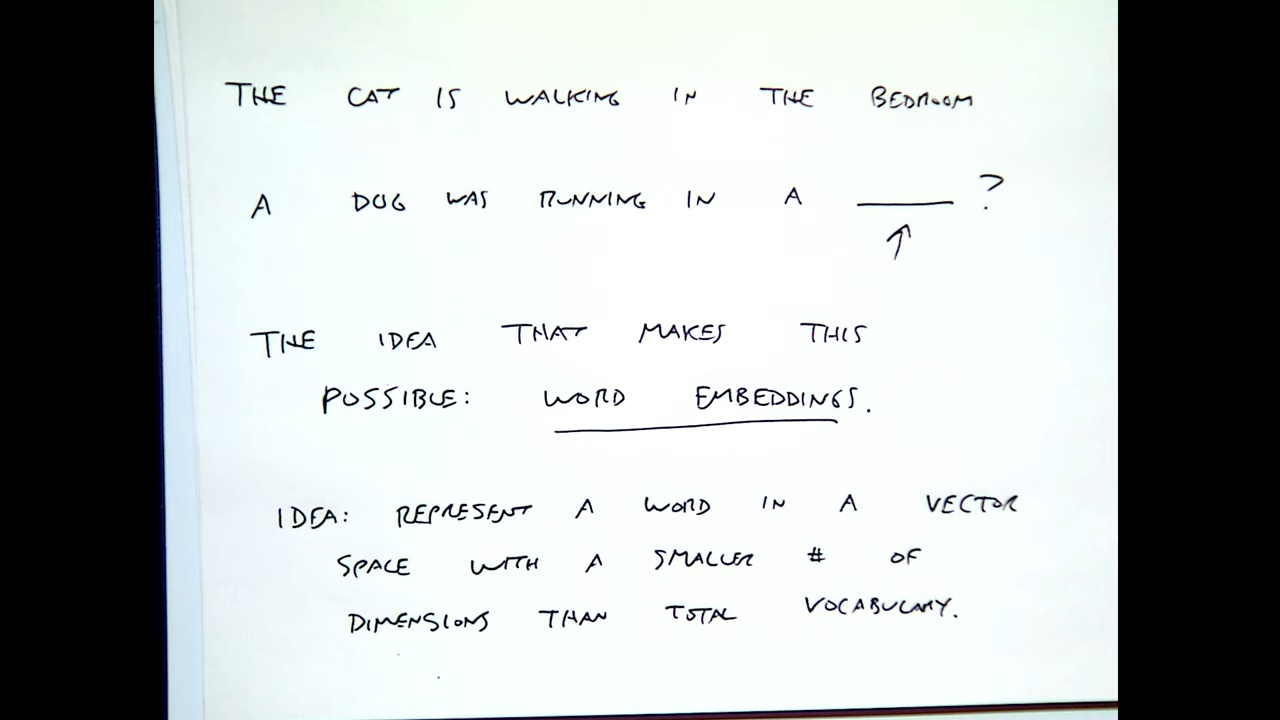 THE CAT IS WALKING IN THE BEDROOM
A DOG WAS RUNNING IN A ____ ?
THE IDEA THAT MAKES THIS
POSSIBLE: WORD EMBEDDINGS.
IDEA: REPRESENT A WORD IN A VECTOR
SPACE WITH A SMALLER # OF
DIMENSIONS THAN TOTAL VOCABULARY.